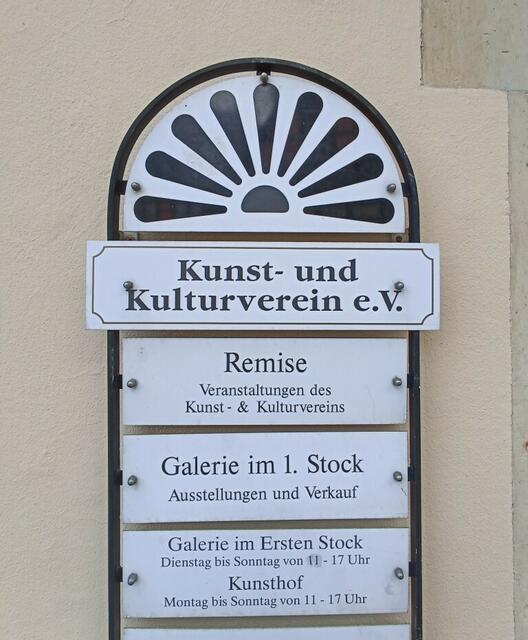 Kunst- und
Kulturverein e.V.
Remise
Veranstaltungen des
Kunst- & Kulturvereins
Galerie im 1. Stock
Ausstellungen und Verkauf
Galerie im Ersten Stock
Dienstag bis Sonntag von 11 - 17 Uhr
Kunsthof
Montag bis Sonntag von 11 - 17 Uhr